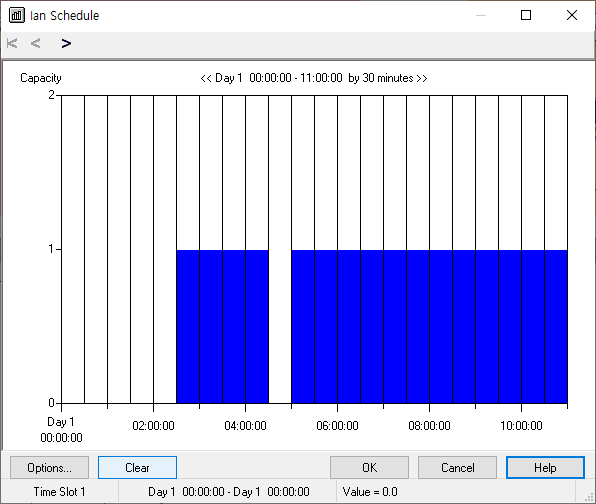 Ian Schedule
Capacity
<< Day 1  00:00:00 - 11:00:00  by 30 minutes >>
2
1
0
Day 1
00:00:00
02:00:00
04:00:00
06:00:00
08:00:00
10:00:00
Options...
Clear
OK
Cancel
Help
Time Slot 1
Day 1  00:00:00 - Day 1  00:00:00
Value = 0.0